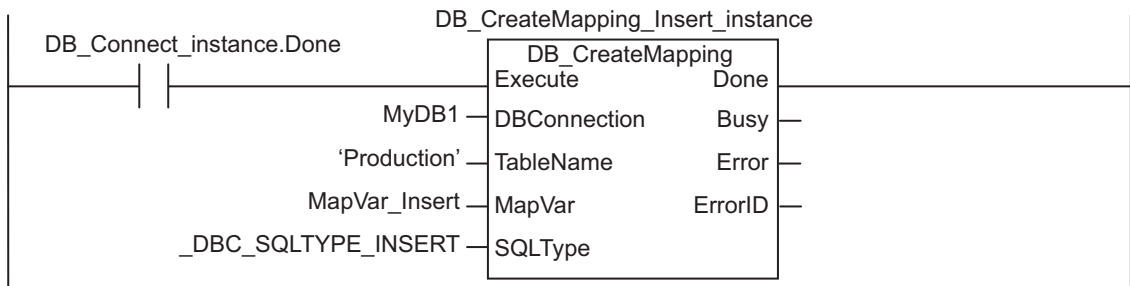 DB_CreateMapping_Insert_instance
DB_Connect_instance.Done
DB_CreateMapping
Execute Done
MyDB1 DBConnection Busy
‘Production’ TableName Error
MapVar_Insert MapVar ErrorID
_DBC_SQLTYPE_INSERT SQLType